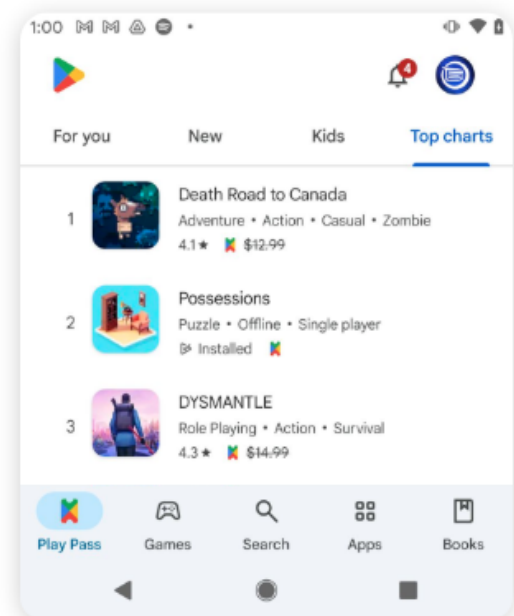 1:00
4
For you New Kids Top charts
1
Death Road to Canada
Adventure • Action • Casual • Zombie
4.1★ $12.99
2
Possessions
Puzzle • Offline • Single player
Installed
3
DYSMANTLE
Role Playing • Action • Survival
4.3★ $14.99
Play Pass Games Search Apps Books